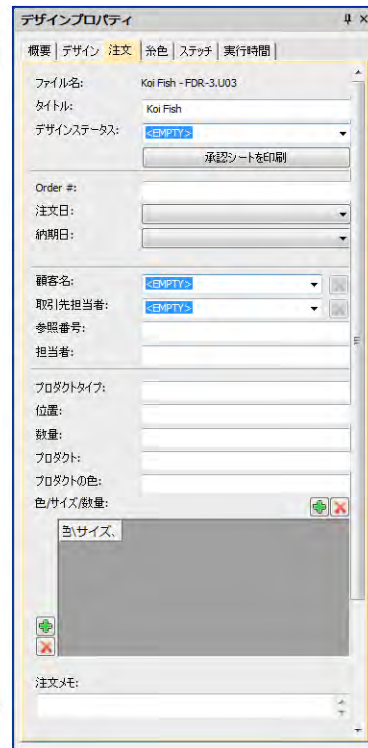 デザインプロパティ
概要 デザイン 注文 糸色 ステッチ 実行時間
ファイル名: Koi Fish - FDR-3.U03
タイトル: Koi Fish
デザインステータス: <EMPTY>
承認シートを印刷
Order #:
注文日:
納期日:
顧客名: <EMPTY>
取引先担当者: <EMPTY>
参照番号:
担当者:
プロダクトタイプ:
位置:
数量:
プロダクト:
プロダクトの色:
色/サイズ/数量:
色\サイズ、
注文メモ: